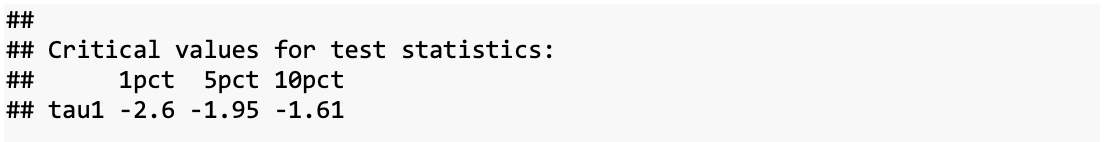 ##
## Critical values for test statistics:
##      1pct  5pct 10pct
## tau1 -2.6 -1.95 -1.61